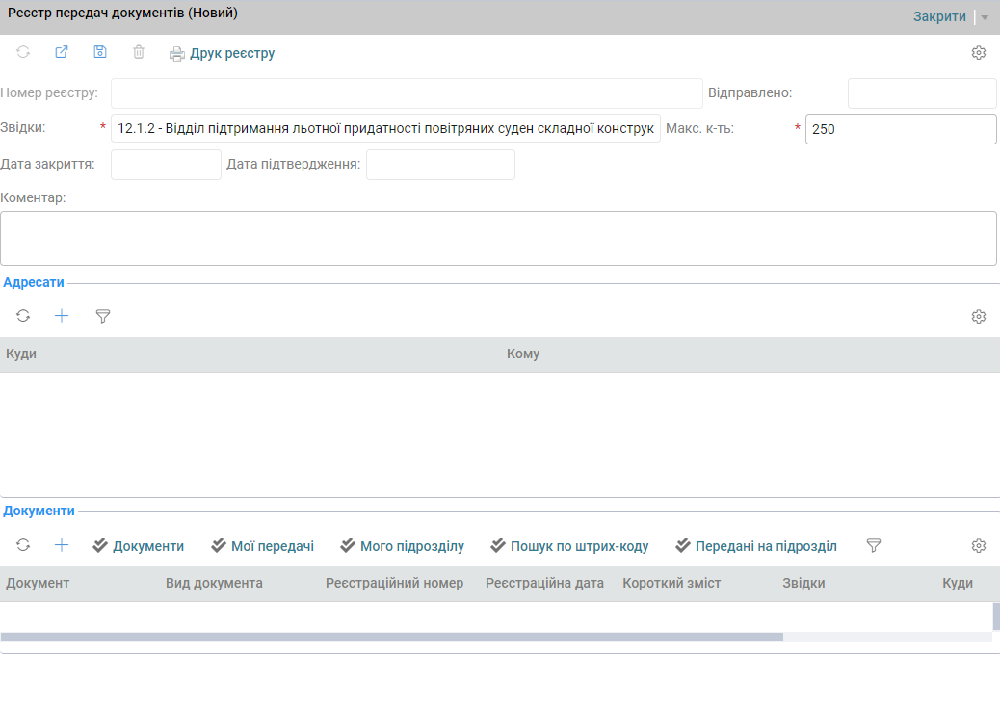 Реєстр передач документів (Новий)
Закрити
Друк реєстру
Номер реєстру:
Відправлено:
Звідки: * 12.1.2 - Відділ підтримання льотної придатності повітряних суден складної конструк
Макс. к-ть: * 250
Дата закриття:
Дата підтвердження:
Коментар:
Адресати
Куди Кому
Документи
Документи Мої передачі Мого підрозділу Пошук по штрих-коду Передані на підрозділ
Документ Вид документа Реєстраційний номер Реєстраційна дата Короткий зміст Звідки Куди